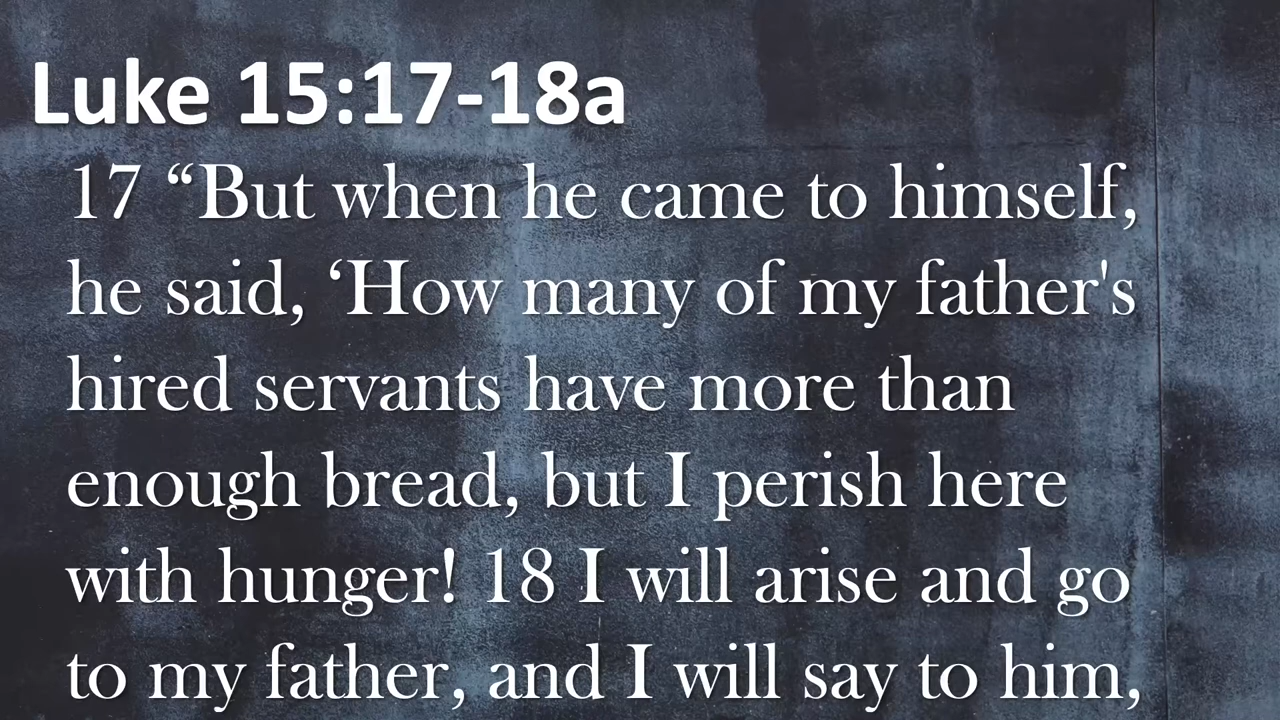 Luke 15:17-18a
17 “But when he came to himself,
he said, ‘How many of my father's
hired servants have more than
enough bread, but I perish here
with hunger! 18 I will arise and go
to my father, and I will say to him,